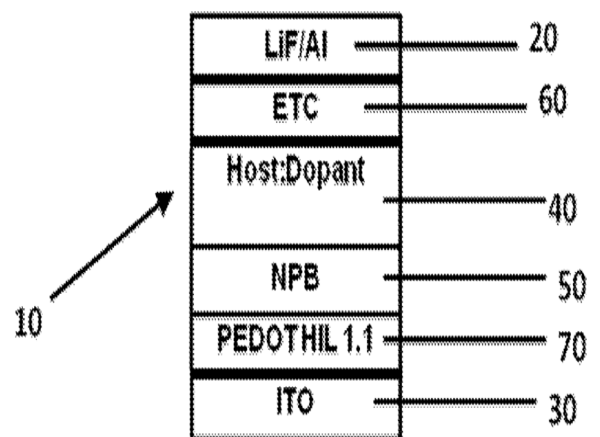 LiF/Al 20
ETC 60
Host:Dopant
40
NPB 50
10
PEDOTHIL 1.1 70
ITO 30